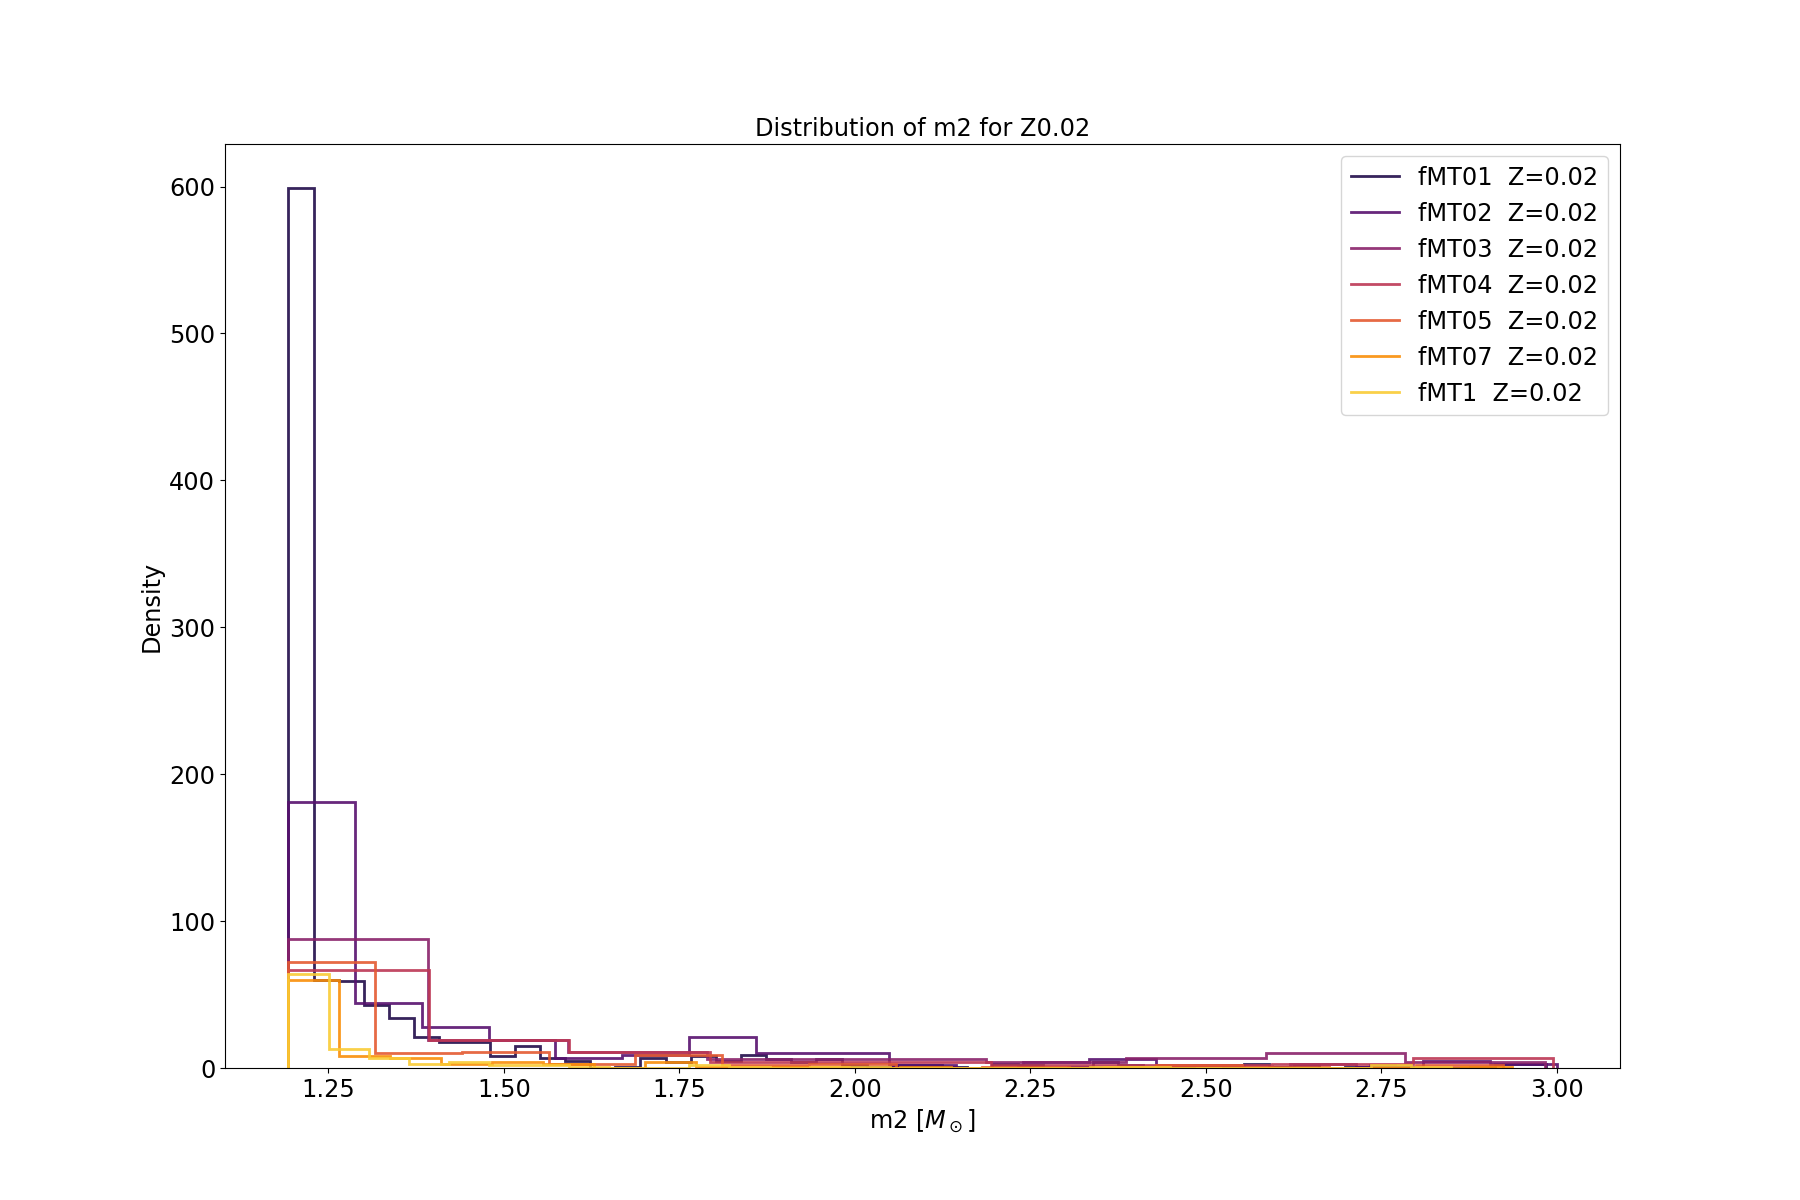 Distribution of m2 for Z0.02
Density
600
500
400
300
200
100
0
1.25 1.50 1.75 2.00 2.25 2.50 2.75 3.00
m2 [M⊙]
fMT01 Z=0.02
fMT02 Z=0.02
fMT03 Z=0.02
fMT04 Z=0.02
fMT05 Z=0.02
fMT07 Z=0.02
fMT1 Z=0.02